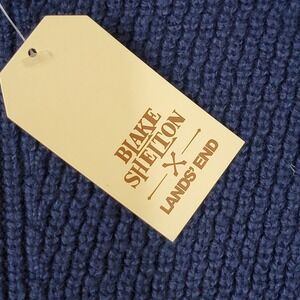 BLAKE
SHELTON
X
LANDS' END